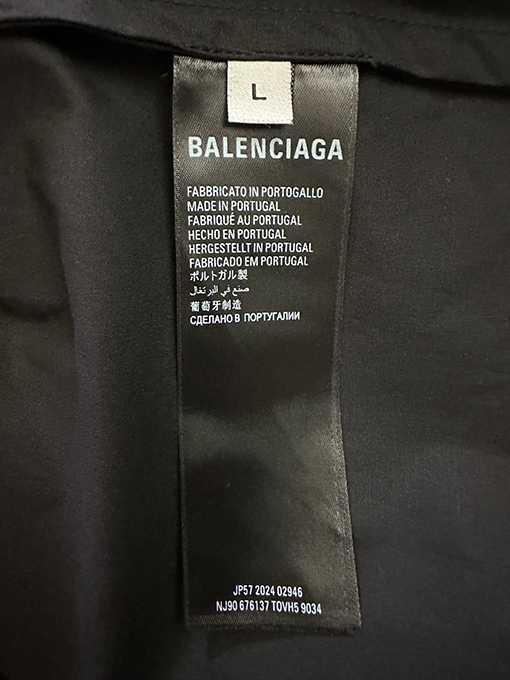 L
BALENCIAGA
FABBRICATO IN PORTOGALLO
MADE IN PORTUGAL
FABRIQUÉ AU PORTUGAL
HECHO EN PORTUGAL
HERGESTELLT IN PORTUGAL
FABRICADO EM PORTUGAL
ポルトガル製
صنع في البرتغال
葡萄牙制造
СДЕЛАНО В ПОРТУГАЛИИ
JP57 2024 02946
NJ90 676137 TOVH5 9034